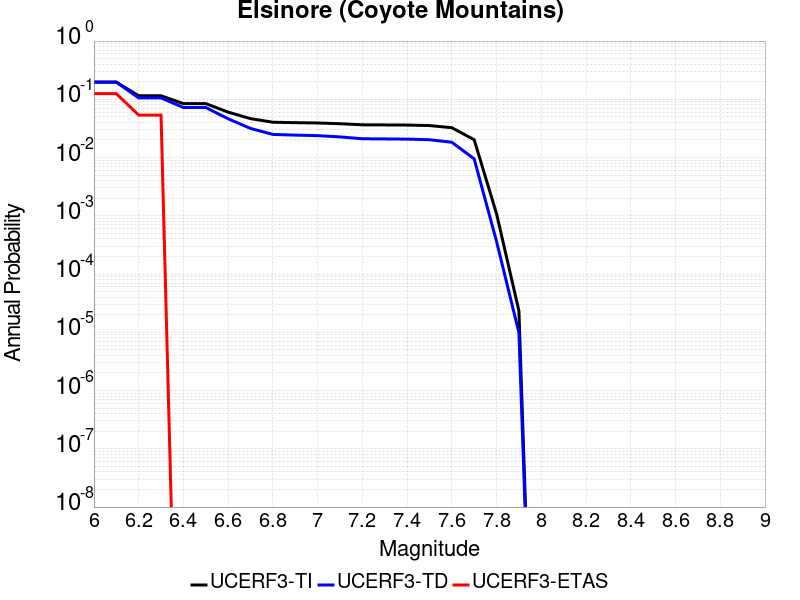 Elsinore (Coyote Mountains)
10^0
10^-1
10^-2
10^-3
10^-4
10^-5
10^-6
10^-7
10^-8
Annual Probability
6 6.2 6.4 6.6 6.8 7 7.2 7.4 7.6 7.8 8 8.2 8.4 8.6 8.8 9
Magnitude
UCERF3-TI UCERF3-TD UCERF3-ETAS